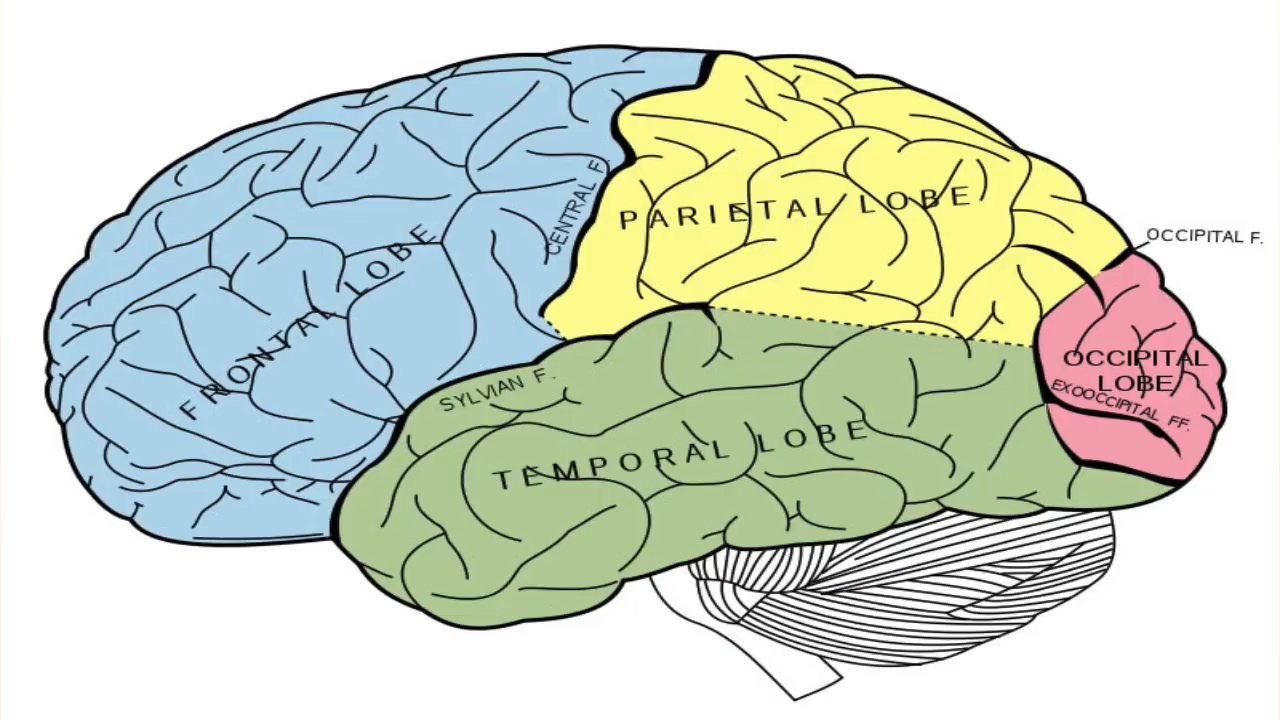 FRONTAL LOBE
CENTRAL F.
PARIETAL LOBE
OCCIPITAL F.
OCCIPITAL
LOBE
EXOOCCIPITAL FF.
SYLVIAN F.
TEMPORAL LOBE